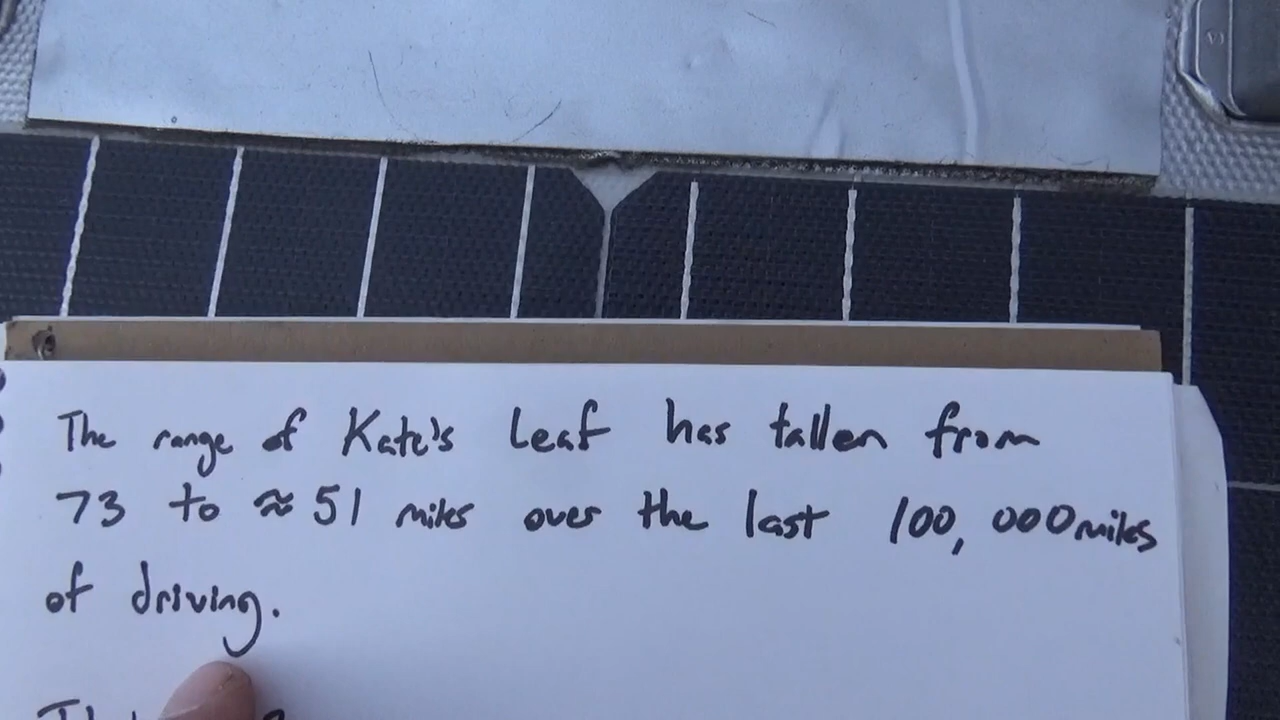 The range of Kate's Leaf has fallen from
73 to ≈ 51 miles over the last 100,000 miles
of driving.